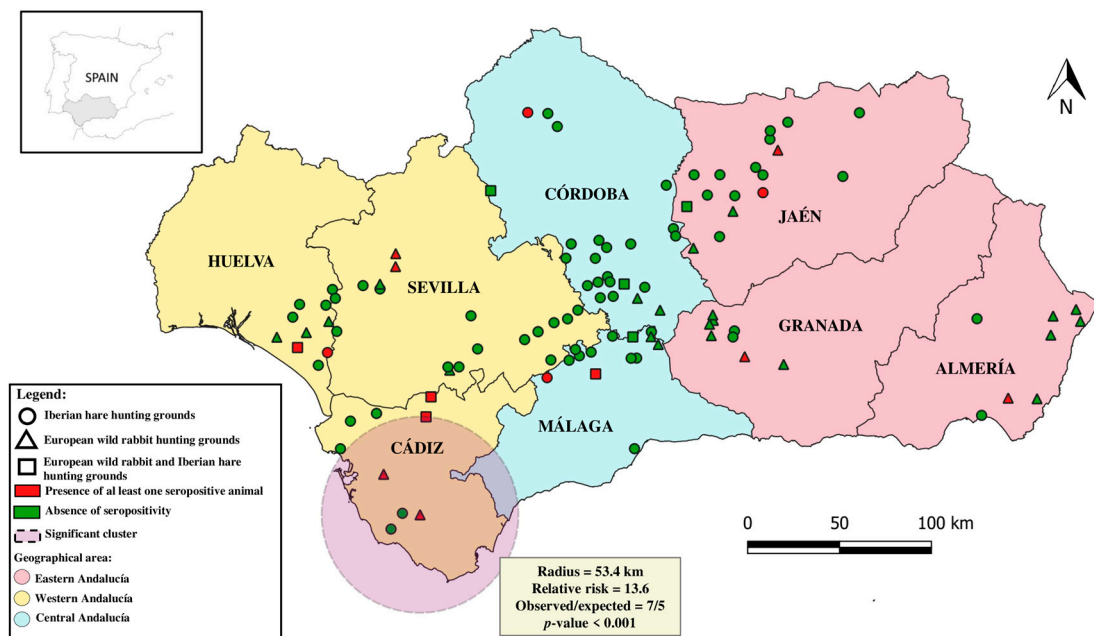 SPAIN
N
CÓRDOBA
JAÉN
HUELVA
SEVILLA
GRANADA
ALMERÍA
MÁLAGA
CÁDIZ
Legend:
Iberian hare hunting grounds
European wild rabbit hunting grounds
European wild rabbit and Iberian hare
hunting grounds
Presence of al least one seropositive animal
Absence of seropositivity
Significant cluster
Geographical area:
Eastern Andalucía
Western Andalucía
Central Andalucía
0 50 100 km
Radius = 53.4 km
Relative risk = 13.6
Observed/expected = 7/5
p-value < 0.001